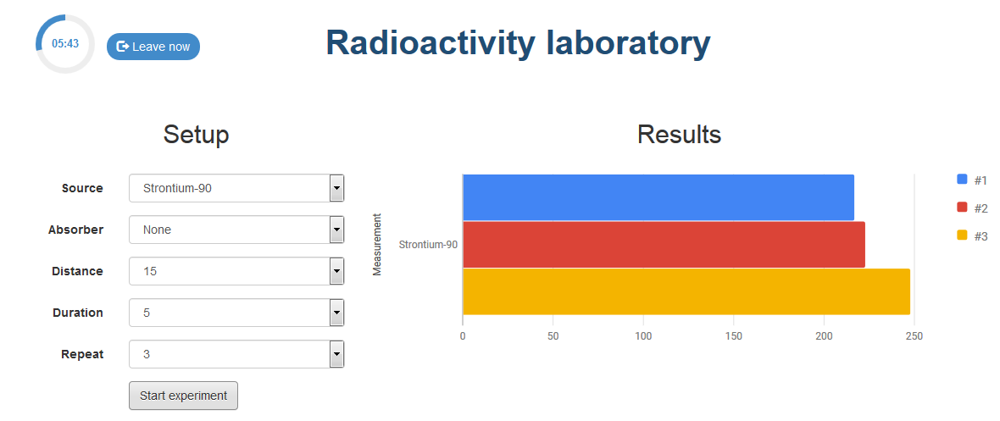 05:43
Leave now
Radioactivity laboratory
Setup
Source
Strontium-90
Absorber
None
Distance
15
Duration
5
Repeat
3
Start experiment
Results
Measurement
Strontium-90
0 50 100 150 200 250
#1
#2
#3